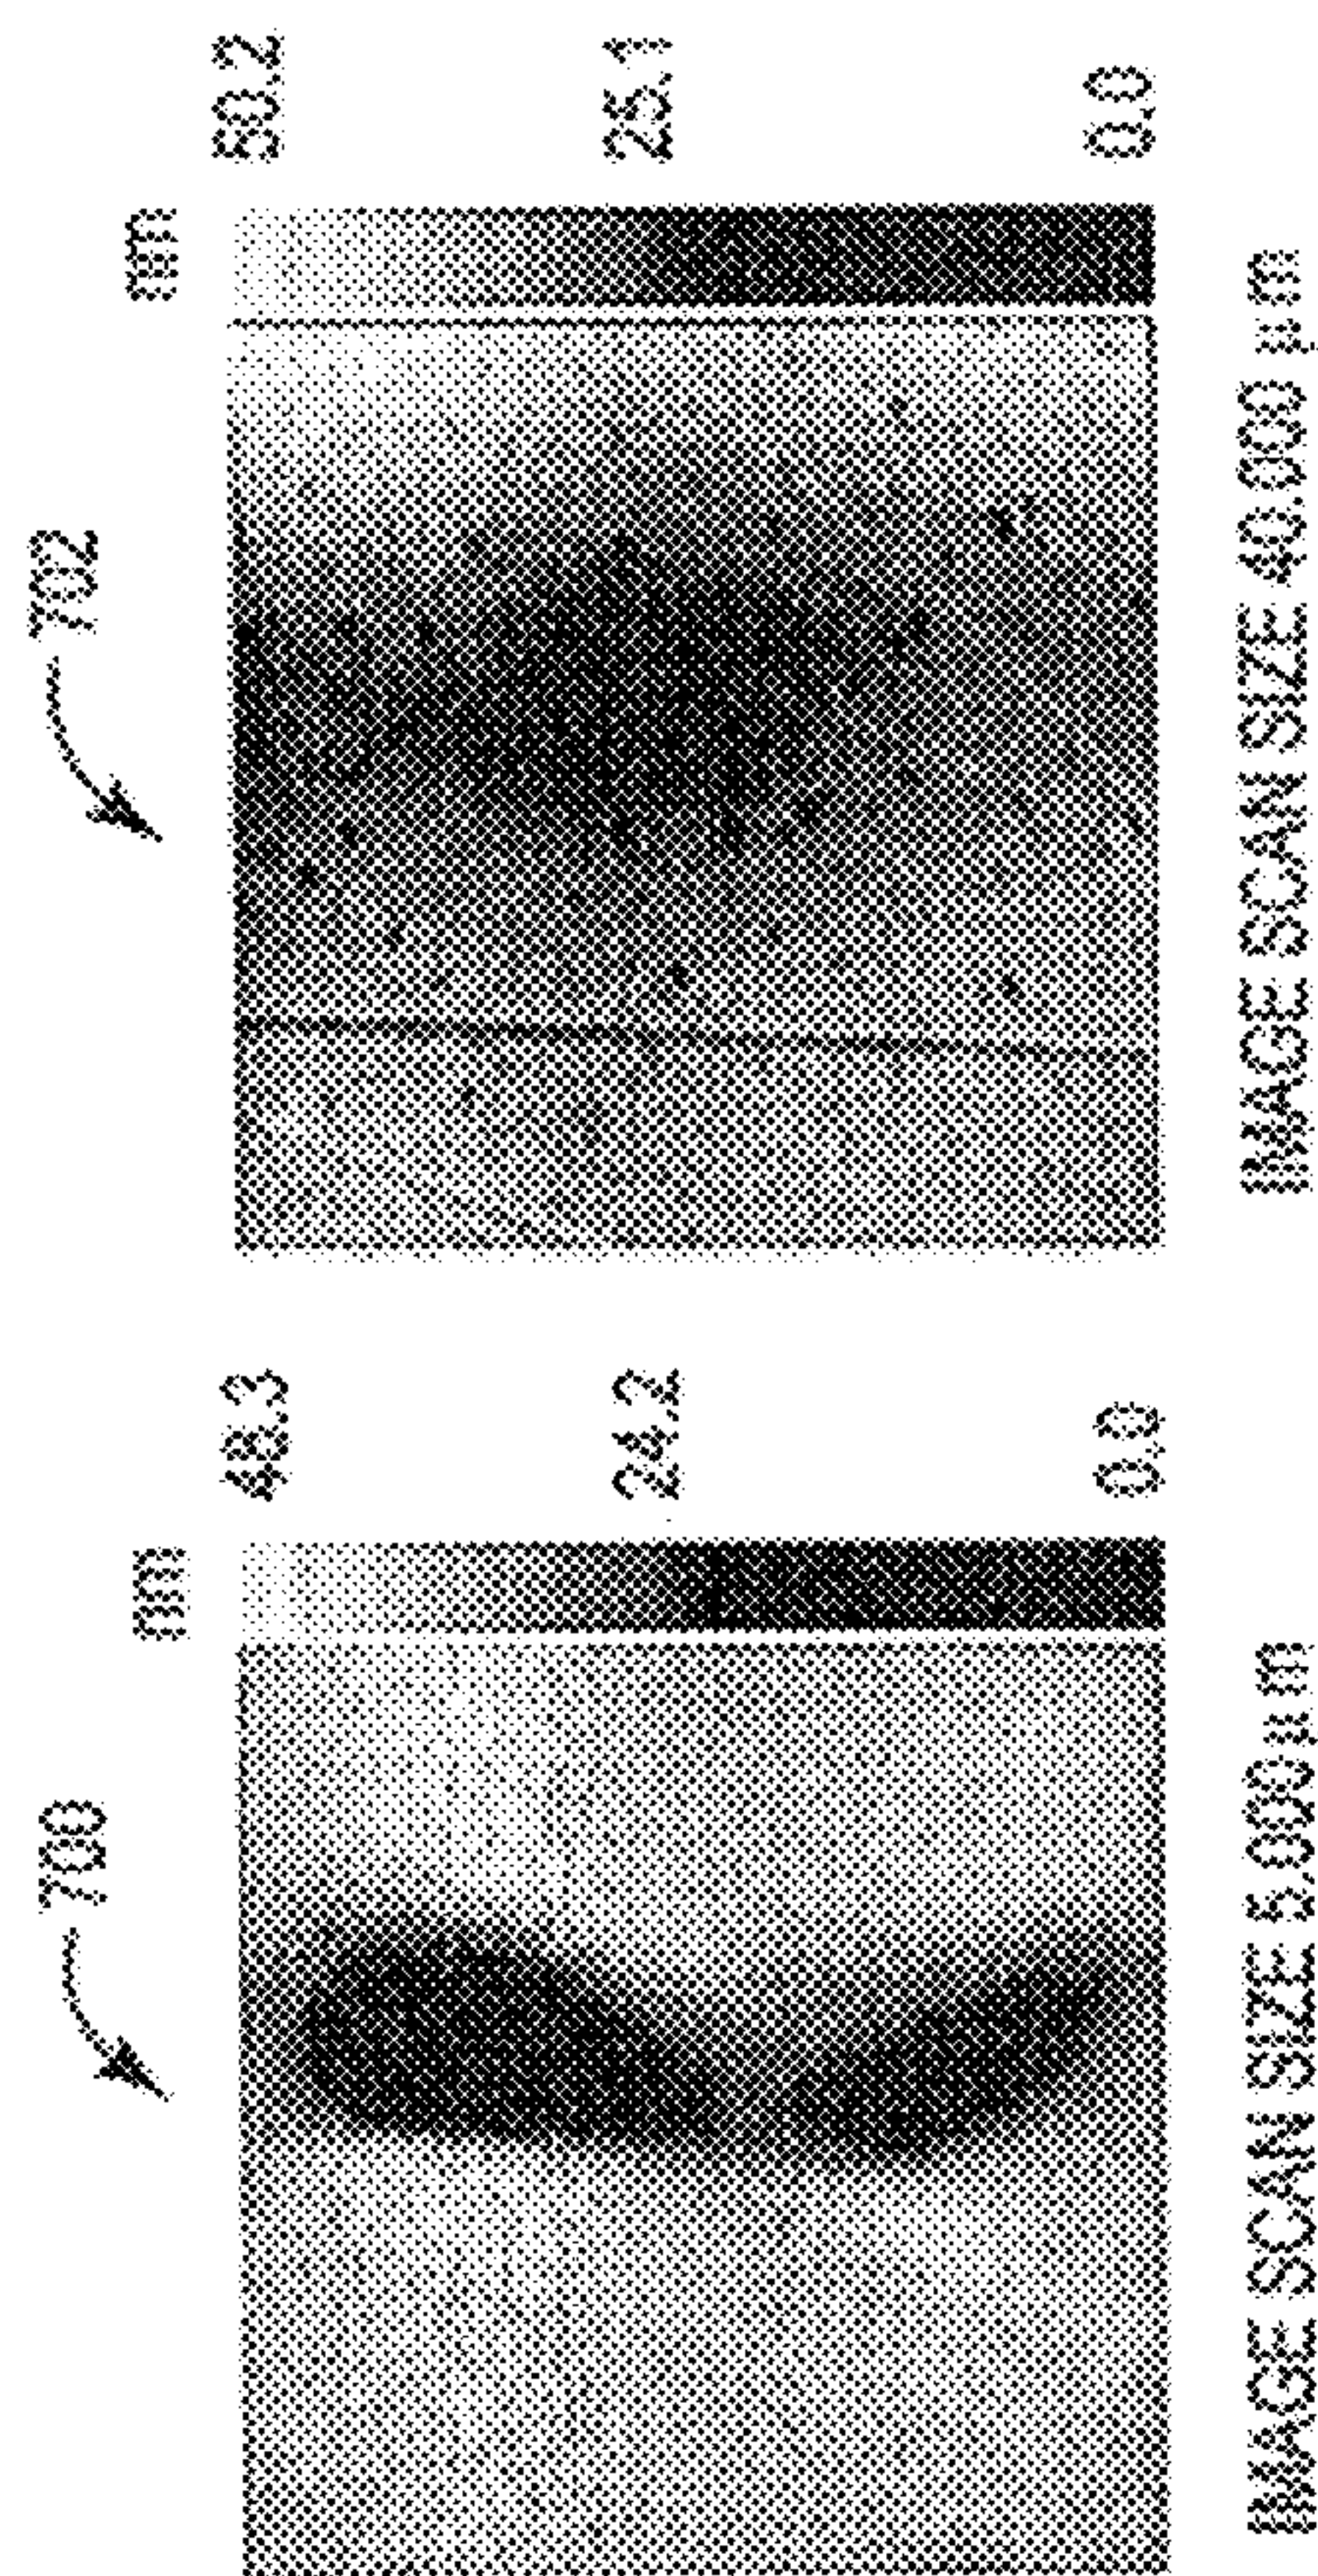 700
nm
48.3
24.2
0.0
IMAGE SCAN SIZE 5.000 μm
702
nm
50.2
25.1
0.0
IMAGE SCAN SIZE 40.000 μm